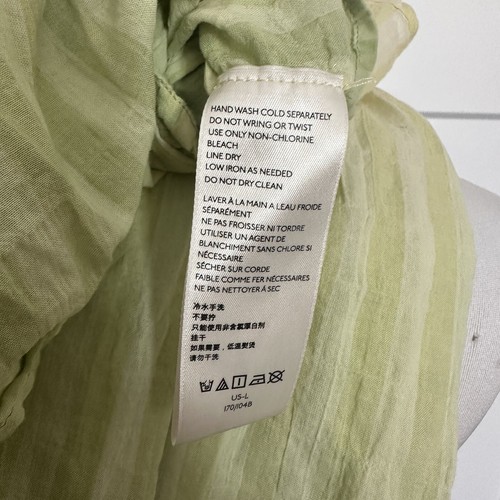 HAND WASH COLD SEPARATELY
DO NOT WRING OR TWIST
USE ONLY NON-CHLORINE
BLEACH
LINE DRY
LOW IRON AS NEEDED
DO NOT DRY CLEAN
LAVER À LA MAIN A LEAU FROIDE
SÉPARÉMENT
NE PAS FROISSER NI TORDRE
UTILISER UN AGENT DE
BLANCHIMENT SANS CHLORE SI
NÉCESSAIRE
SÉCHER SUR CORDE
FAIBLE COMME FER NÉCESSAIRES
NE PAS NETTOYER À SEC
冷水手洗
不要拧
只能使用非含氯漂白剂
挂干
如果需要，低温熨烫
请勿干洗
US-L
170/104B